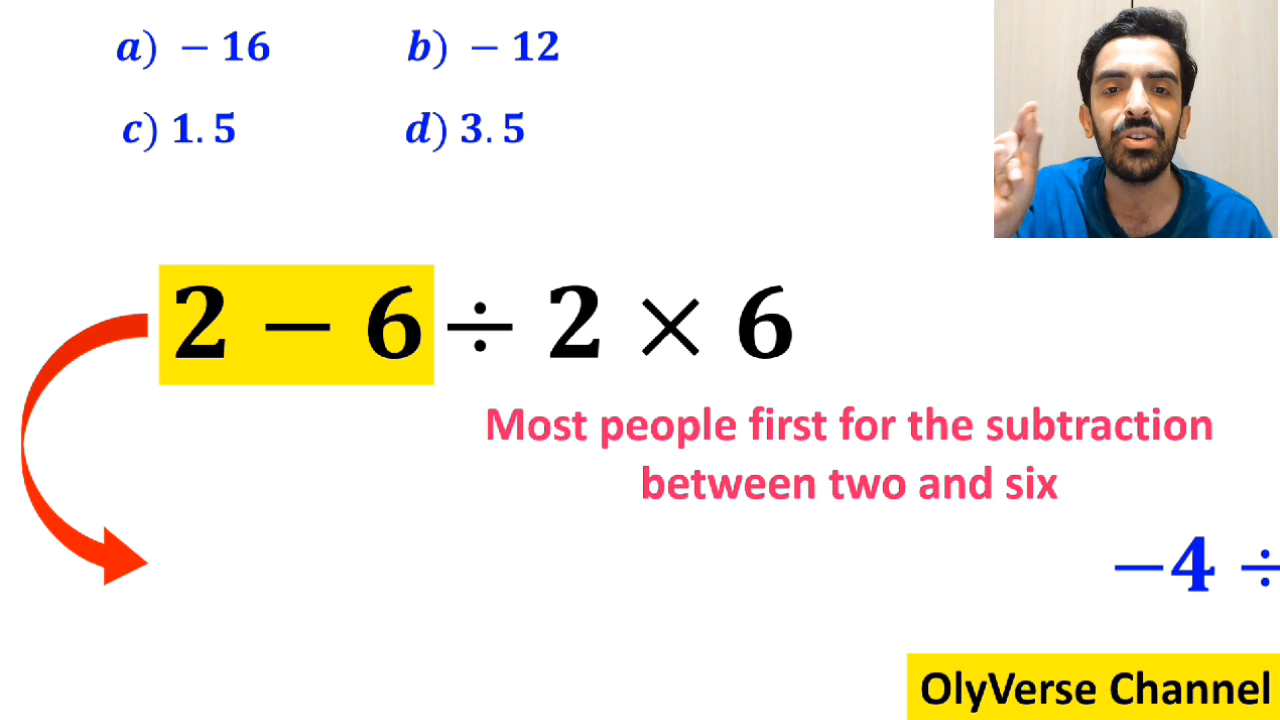 a) − 16 b) − 12
c) 1.5 d) 3.5
2 − 6 ÷ 2 × 6
Most people first for the subtraction
between two and six
−4 ÷
OlyVerse Channel